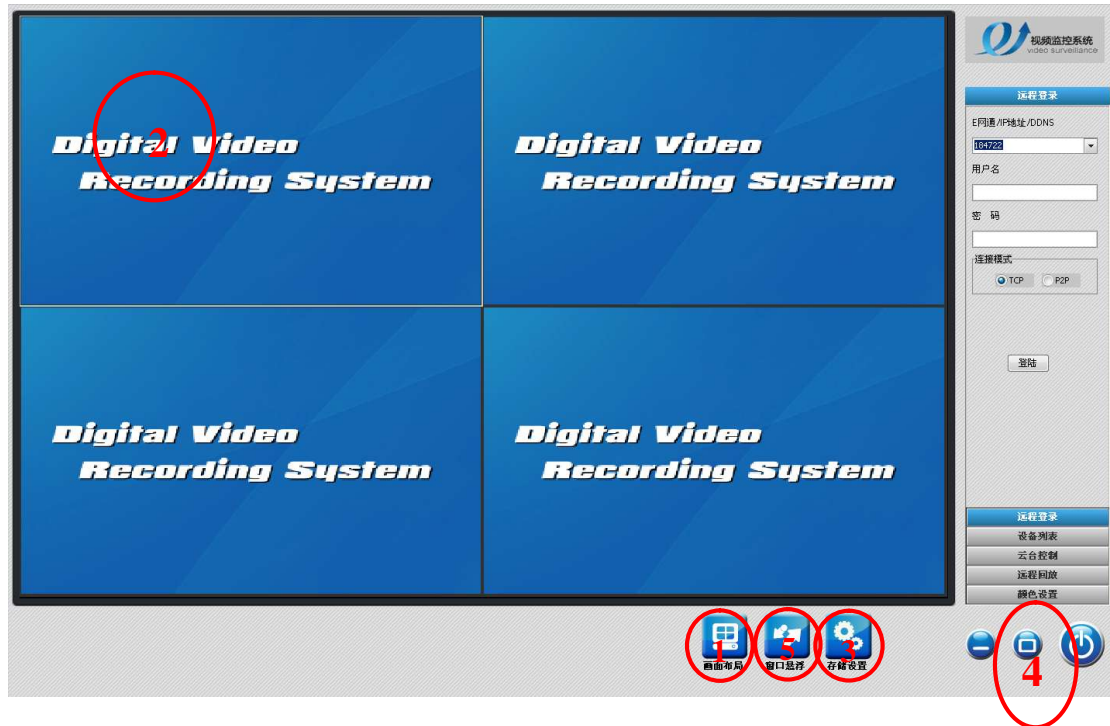 Digital Video
Recording System
2
Digital Video
Recording System
Digital Video
Recording System
Digital Video
Recording System
视频监控系统
video surveillance
远程登录
E网通/IP地址/DDNS
184722
用户名
密 码
连接模式
TCP P2P
登陆
远程登录
设备列表
云台控制
远程回放
颜色设置
1 5 3
画面布局 窗口悬浮 存储设置
4